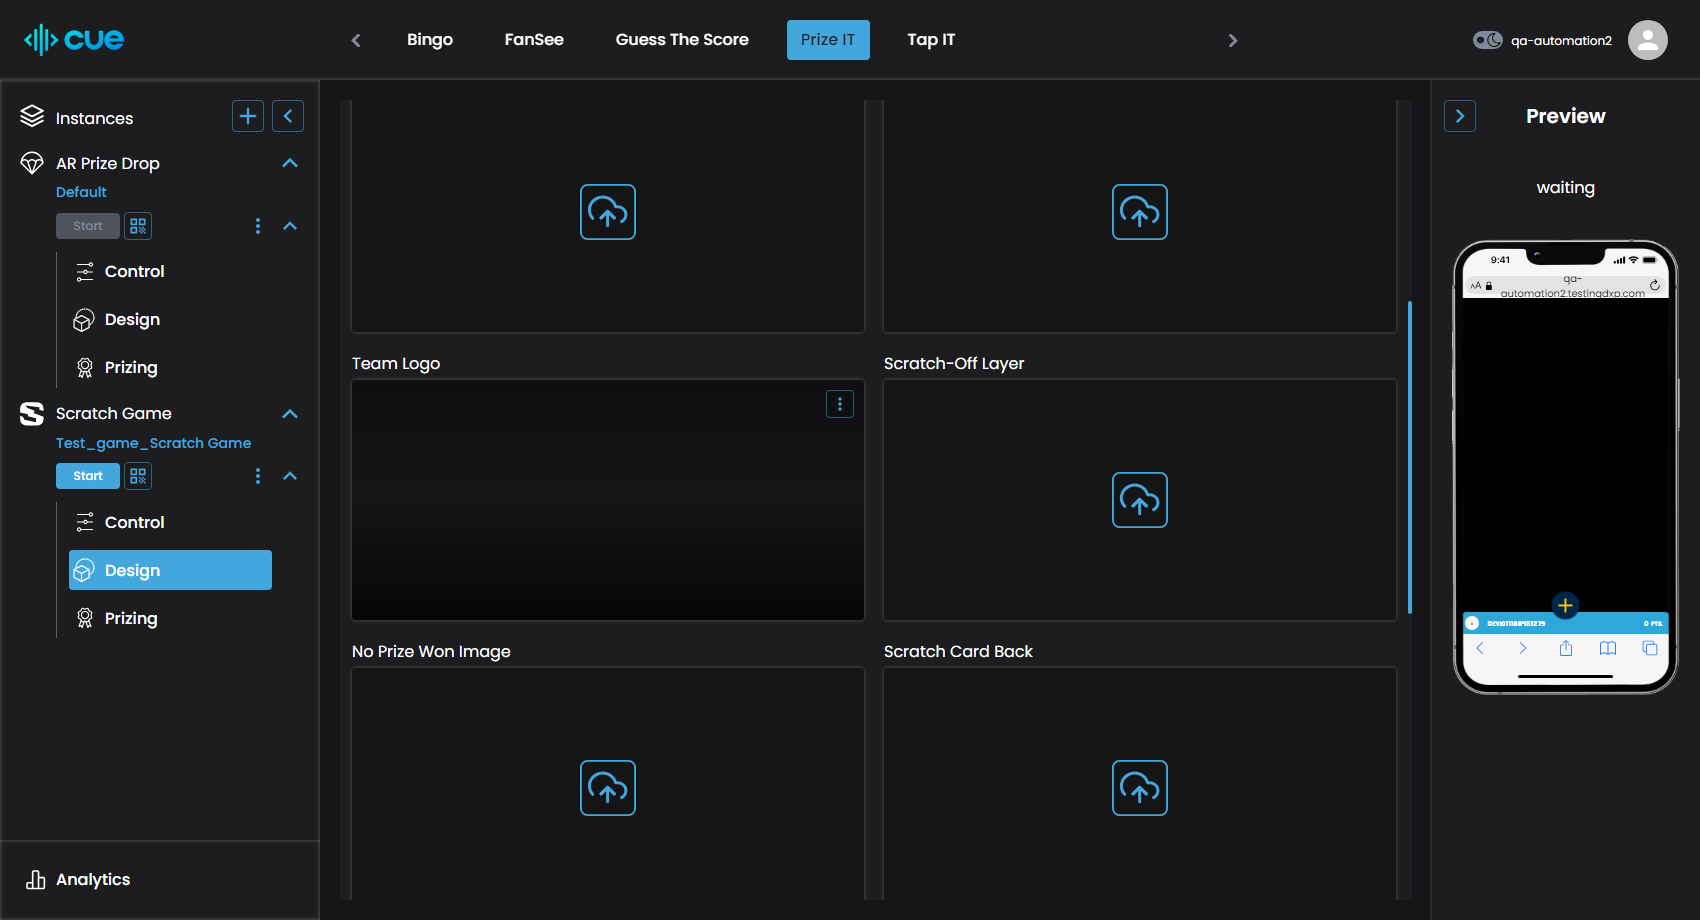 cue
Bingo
FanSee
Guess The Score
Prize IT
Tap IT
qa-automation2
Instances
AR Prize Drop
Default
Start
Control
Design
Prizing
Scratch Game
Test_game_Scratch Game
Start
Control
Design
Prizing
Analytics
Team Logo
Scratch-Off Layer
No Prize Won Image
Scratch Card Back
Preview
waiting
9:41
AA
qa-
automation2.testingdxp.com
0 PTS.